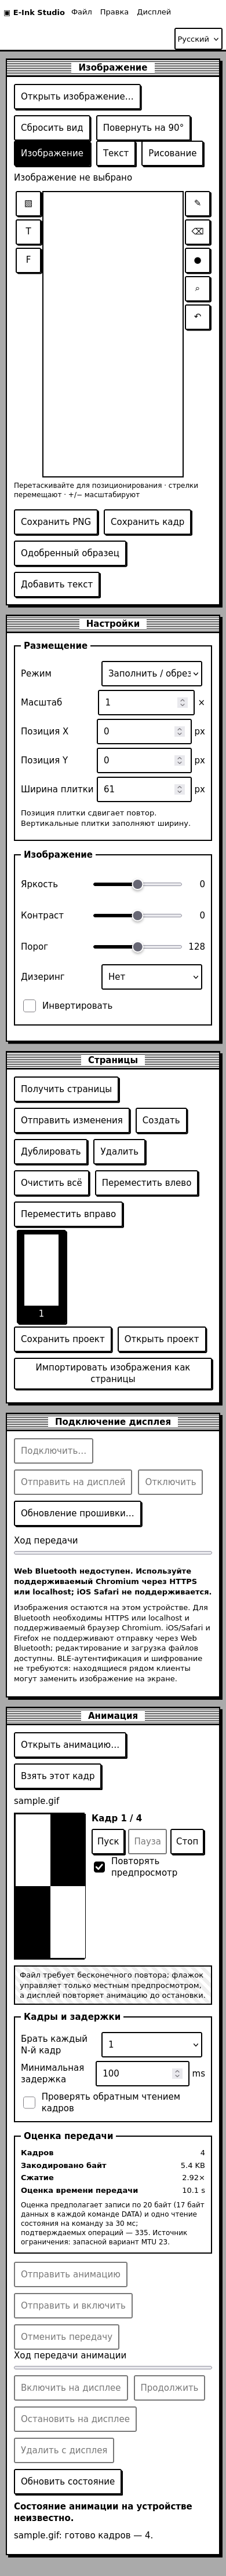 E-Ink Studio Файл Правка Дисплей
Русский
Изображение
Открыть изображение...
Сбросить вид Повернуть на 90°
Изображение Текст Рисование
Изображение не выбрано
T
F
Перетаскивайте для позиционирования · стрелки
перемещают · +/− масштабируют
Сохранить PNG Сохранить кадр
Одобренный образец
Добавить текст
Настройки
Размещение
Режим Заполнить / обрез
Масштаб 1 ×
Позиция X 0 px
Позиция Y 0 px
Ширина плитки 61 px
Позиция плитки сдвигает повтор.
Вертикальные плитки заполняют ширину.
Изображение
Яркость 0
Контраст 0
Порог 128
Дизеринг Нет
Инвертировать
Страницы
Получить страницы
Отправить изменения Создать
Дублировать Удалить
Очистить всё Переместить влево
Переместить вправо
1
Сохранить проект Открыть проект
Импортировать изображения как
страницы
Подключение дисплея
Подключить...
Отправить на дисплей Отключить
Обновление прошивки...
Ход передачи
Web Bluetooth недоступен. Используйте
поддерживаемый Chromium через HTTPS
или localhost; iOS Safari не поддерживается.
Изображения остаются на этом устройстве. Для
Bluetooth необходимы HTTPS или localhost и
поддерживаемый браузер Chromium. iOS/Safari и
Firefox не поддерживают отправку через Web
Bluetooth; редактирование и загрузка файлов
доступны. BLE-аутентификация и шифрование
не требуются: находящиеся рядом клиенты
могут заменить изображение на экране.
Анимация
Открыть анимацию...
Взять этот кадр
sample.gif
Кадр 1 / 4
Пуск Пауза Стоп
Повторять
предпросмотр
Файл требует бесконечного повтора; флажок
управляет только местным предпросмотром,
а дисплей повторяет анимацию до остановки.
Кадры и задержки
Брать каждый
N-й кадр 1
Минимальная
задержка 100 ms
Проверять обратным чтением
кадров
Оценка передачи
Кадров 4
Закодировано байт 5.4 KB
Сжатие 2.92×
Оценка времени передачи 10.1 s
Оценка предполагает записи по 20 байт (17 байт
данных в каждой команде DATA) и одно чтение
состояния на команду за 30 мс;
подтверждаемых операций — 335. Источник
ограничения: запасной вариант MTU 23.
Отправить анимацию
Отправить и включить
Отменить передачу
Ход передачи анимации
Включить на дисплее Продолжить
Остановить на дисплее
Удалить с дисплея
Обновить состояние
Состояние анимации на устройстве
неизвестно.
sample.gif: готово кадров — 4.